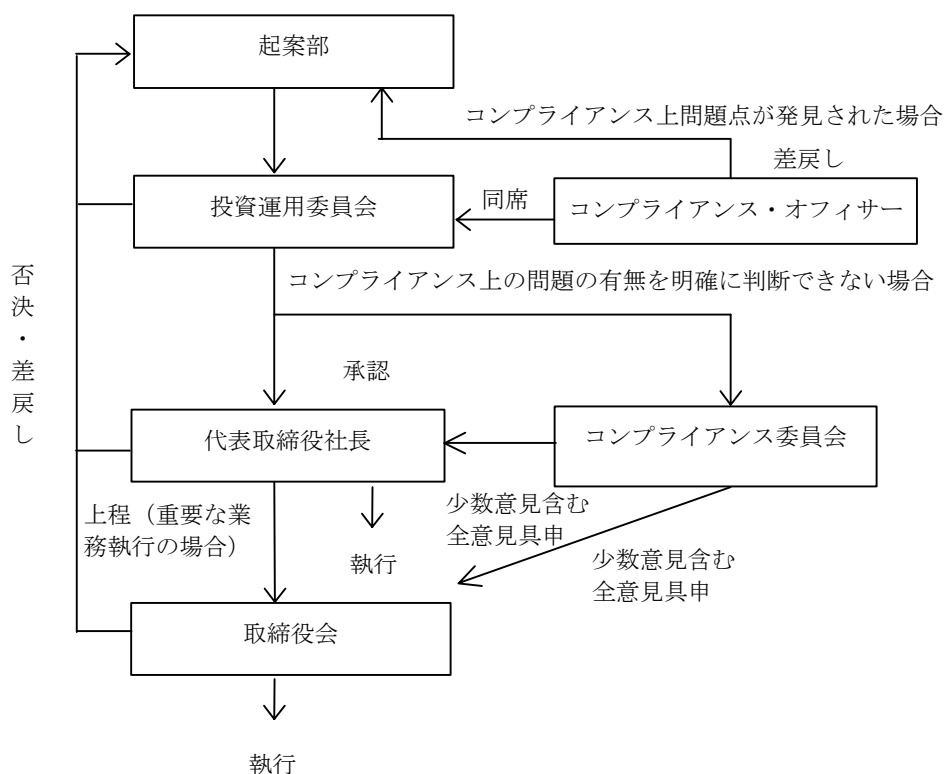 起案部
コンプライアンス上問題点が発見された場合
差戻し
投資運用委員会
同席
コンプライアンス・オフィサー
コンプライアンス上の問題の有無を明確に判断できない場合
否決・差戻し
承認
代表取締役社長
コンプライアンス委員会
上程（重要な業
務執行の場合）
執行
少数意見含む
全意見具申
少数意見含む
全意見具申
取締役会
執行